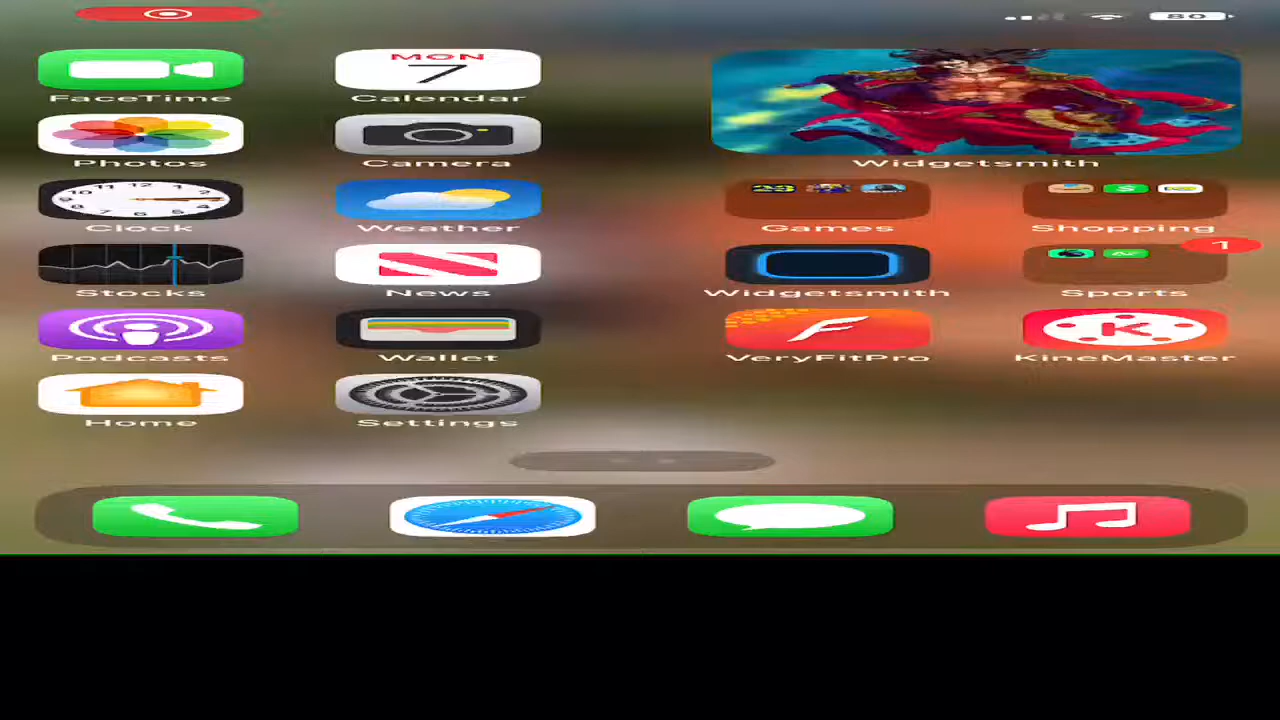 80
FaceTime
MON
7
Calendar
Widgetsmith
Photos
Camera
Clock
Weather
Games
Shopping
Stocks
News
Widgetsmith
1
Sports
Podcasts
Wallet
VeryFitPro
K
KineMaster
Home
Settings